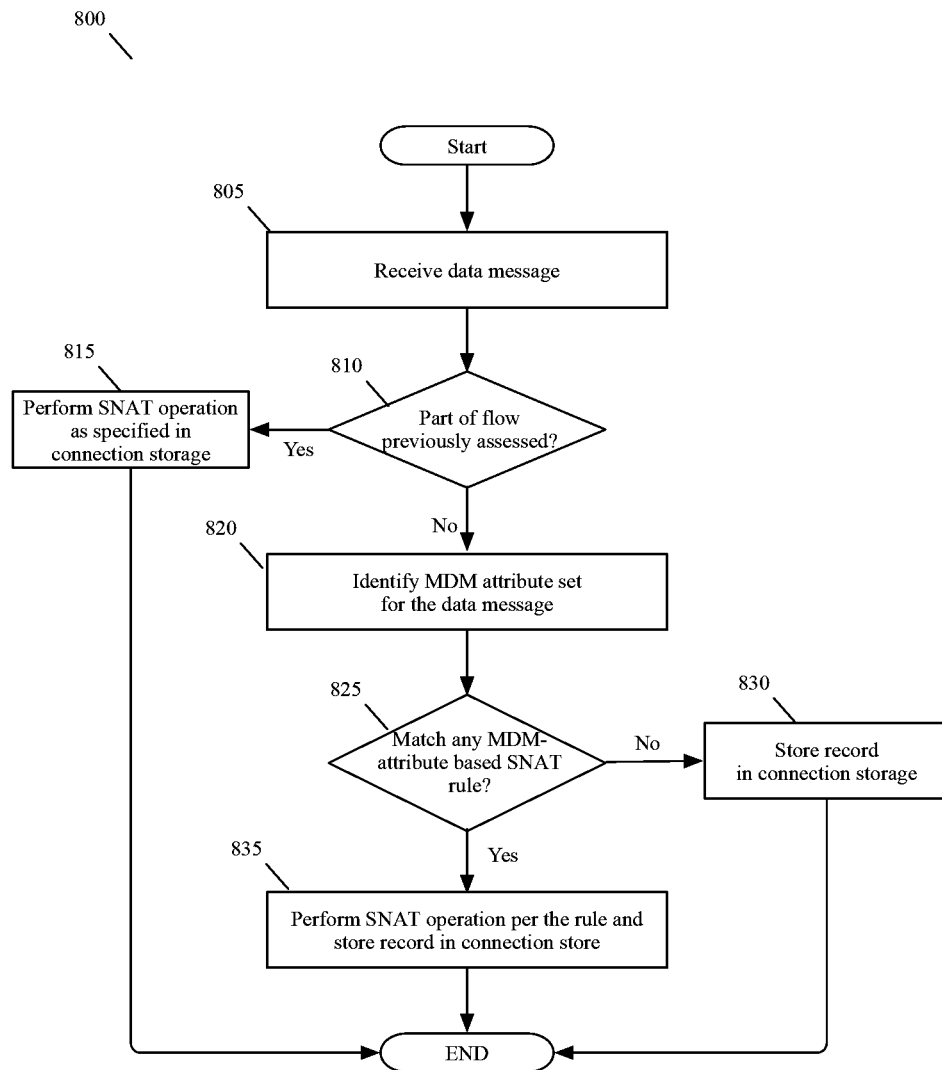 800
Start
805
Receive data message
810
Part of flow
previously assessed?
815
Perform SNAT operation
as specified in
connection storage
Yes
No
820
Identify MDM attribute set
for the data message
825
Match any MDM-
attribute based SNAT
rule?
No
830
Store record
in connection storage
Yes
835
Perform SNAT operation per the rule and
store record in connection store
END